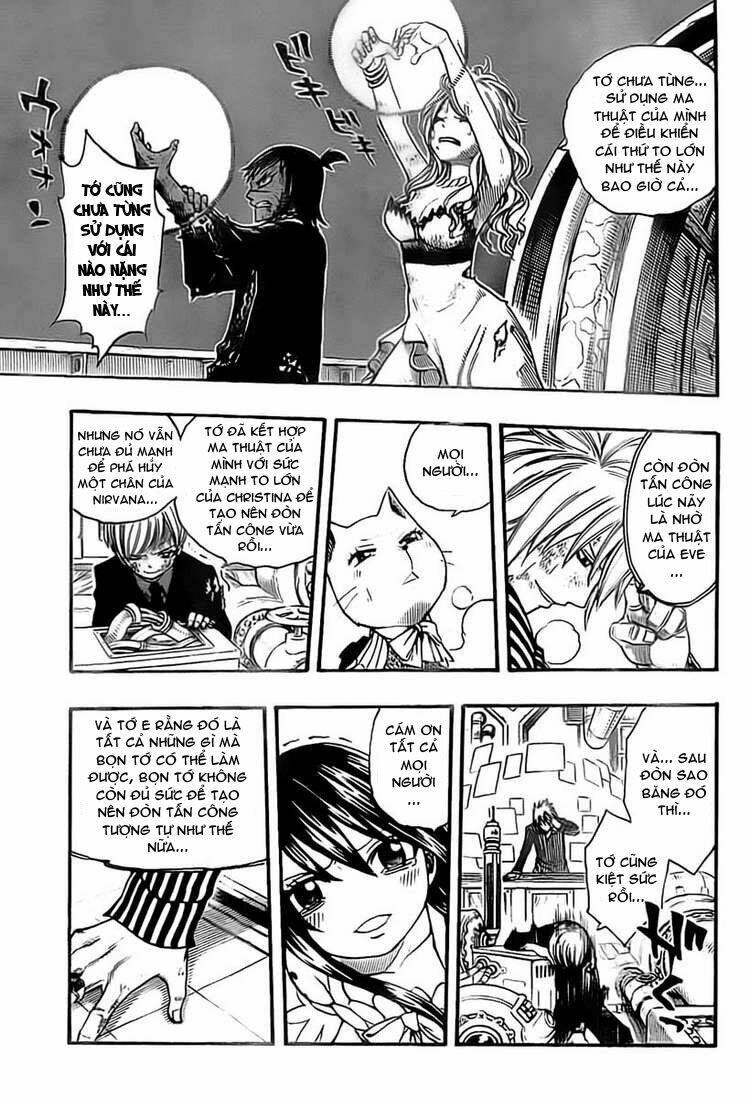 TỚ CHƯA TỪNG...
SỬ DỤNG MA
THUẬT CỦA MÌNH
ĐỂ ĐIỀU KHIỂN
CÁI THỨ TO LỚN
NHƯ THẾ NÀY
BAO GIỜ CẢ...
ビキ
ビキ
TỚ CŨNG
CHƯA TỪNG
SỬ DỤNG
VỚI CÁI
NÀO NẶNG
NHƯ THẾ
NÀY...
CÒN ĐÒN
TẤN CÔNG
LÚC NÃY
LÀ NHỜ
MA THUẬT
CỦA EVE
...
MỌI
NGƯỜI...
TỚ ĐÃ KẾT HỢP
MA THUẬT CỦA
MÌNH VỚI SỨC
MẠNH TO LỚN
CỦA CHRISTINA ĐỂ
TẠO NÊN ĐÒN
TẤN CÔNG VỪA
RỒI...
NHƯNG NÓ VẪN
CHƯA ĐỦ MẠNH
ĐỂ PHÁ HỦY
MỘT CHÂN CỦA
NIRVANA...
VÀ... SAU
ĐÒN SAO
BĂNG ĐÓ
THÌ...
TỚ CŨNG
KIỆT SỨC
RỒI...
CÁM ƠN
TẤT CẢ
MỌI
NGƯỜI
...
VÀ TỚ E RẰNG ĐÓ LÀ
TẤT CẢ NHỮNG GÌ MÀ
BỌN TỚ CÓ THỂ LÀM
ĐƯỢC, BỌN TỚ KHÔNG
CÒN ĐỦ SỨC ĐỂ TẠO
NÊN ĐÒN TẤN CÔNG
TƯỢNG TỰ NHƯ THẾ
NỮA...